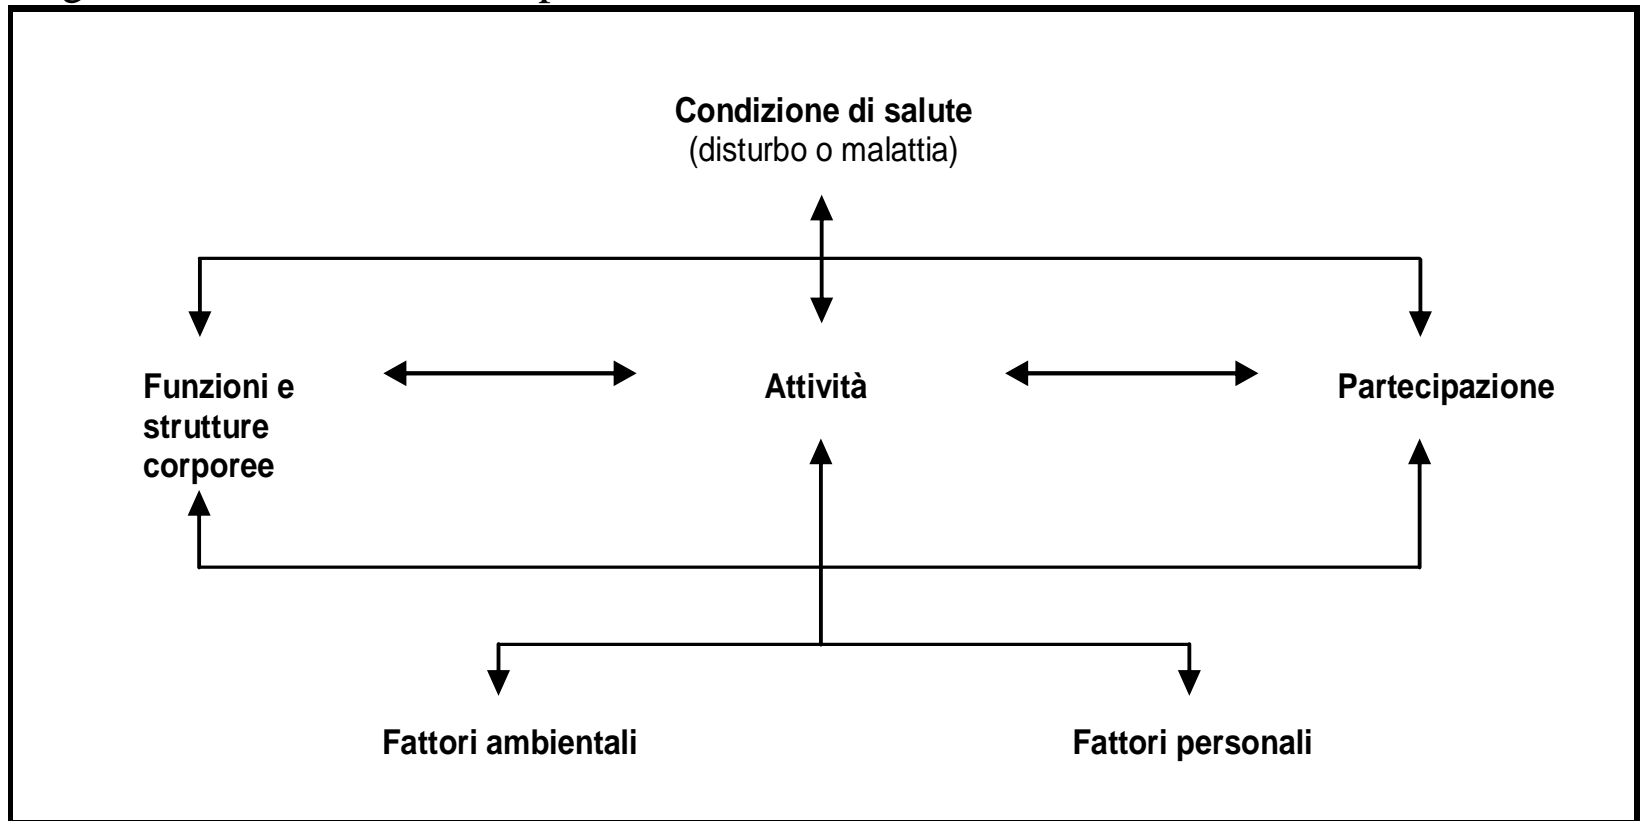 Condizione di salute
(disturbo o malattia)
Funzioni e
strutture
corporee
Attività
Partecipazione
Fattori ambientali
Fattori personali